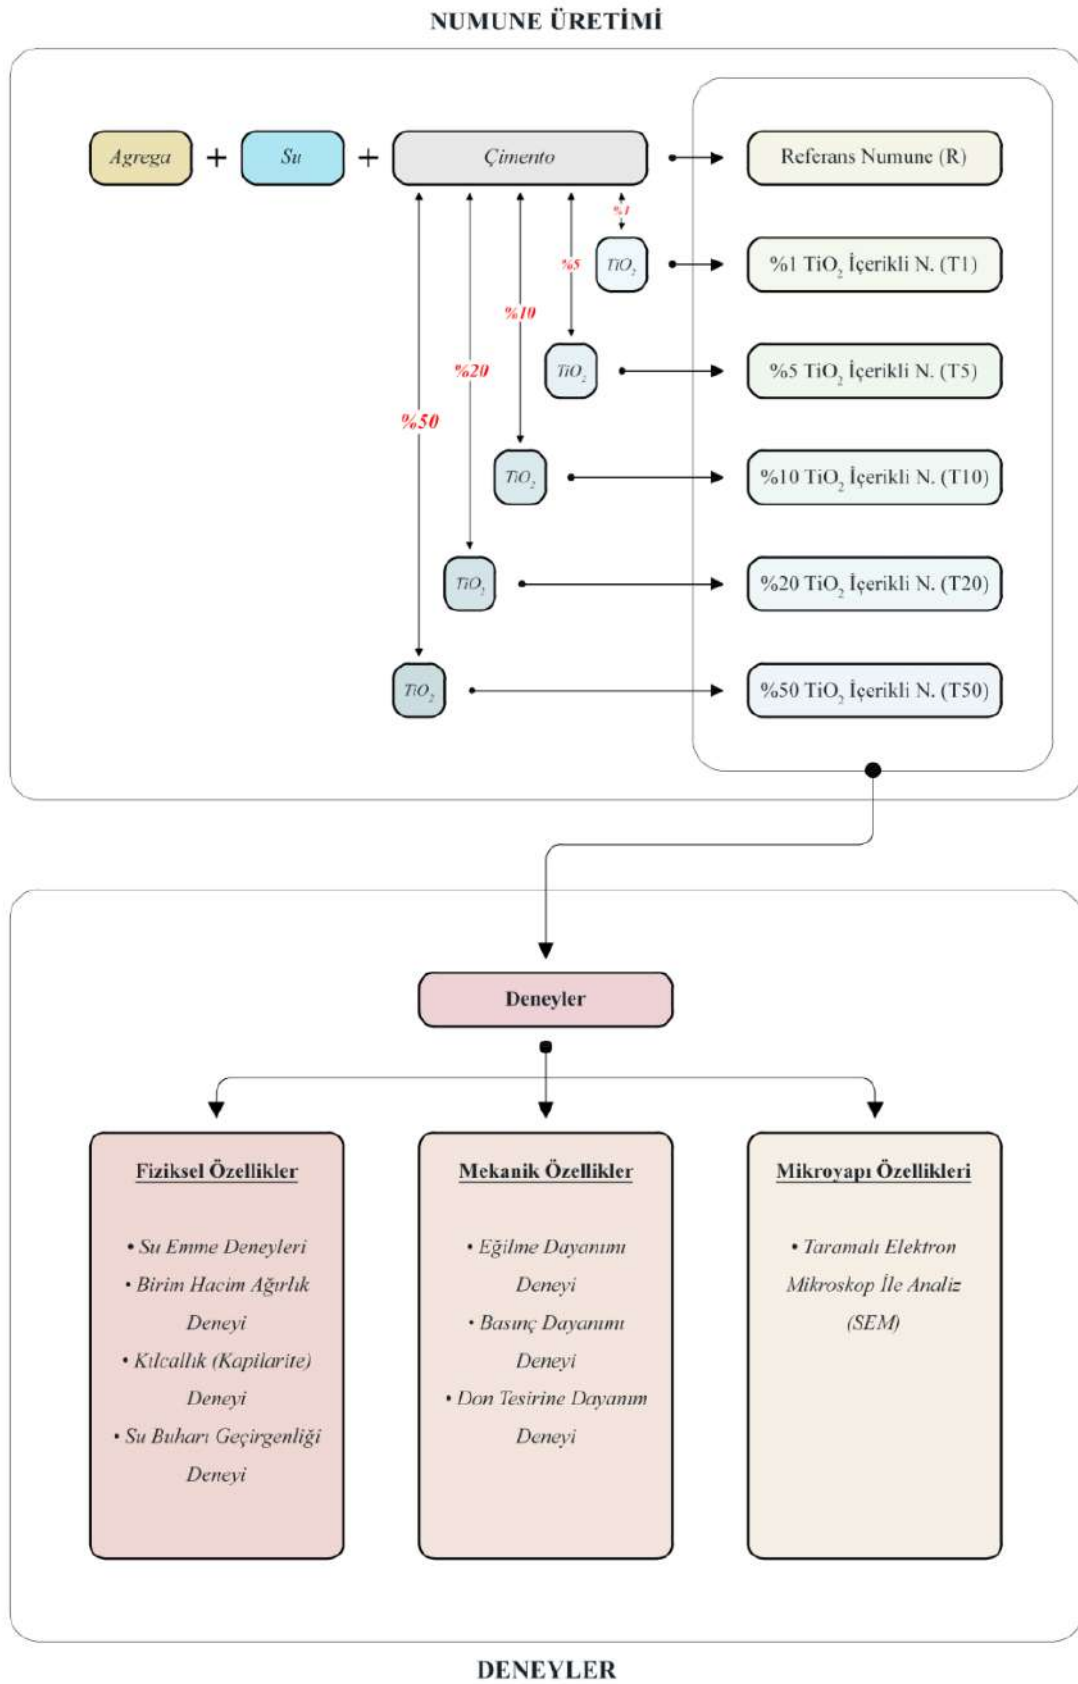 NUMUNE ÜRETİMİ
Agrega + Su + Çimento
Referans Numune (R)
%1
TiO2
%1 TiO2 İçerikli N. (T1)
%5
TiO2
%5 TiO2 İçerikli N. (T5)
%10
TiO2
%10 TiO2 İçerikli N. (T10)
%20
TiO2
%20 TiO2 İçerikli N. (T20)
%50
TiO2
%50 TiO2 İçerikli N. (T50)
Deneyler
Fiziksel Özellikler
• Su Emme Deneyleri
• Birim Hacim Ağırlık
Deneyi
• Kılcallık (Kapilarite)
Deneyi
• Su Buharı Geçirgenliği
Deneyi
Mekanik Özellikler
• Eğilme Dayanımı
Deneyi
• Basınç Dayanımı
Deneyi
• Don Tesirine Dayanım
Deneyi
Mikroyapı Özellikleri
• Taramalı Elektron
Mikroskop İle Analiz
(SEM)
DENEYLER